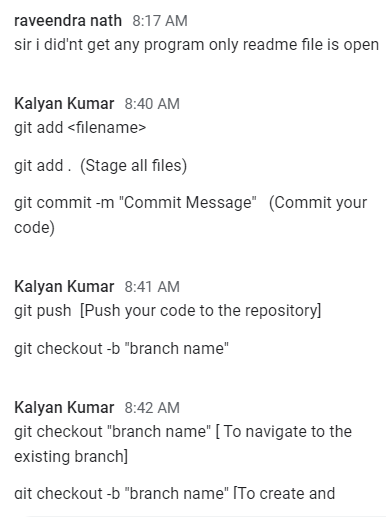 raveendra nath 8:17 AM
sir i did'nt get any program only readme file is open
Kalyan Kumar 8:40 AM
git add <filename>
git add . (Stage all files)
git commit -m "Commit Message" (Commit your
code)
Kalyan Kumar 8:41 AM
git push [Push your code to the repository]
git checkout -b "branch name"
Kalyan Kumar 8:42 AM
git checkout "branch name" [ To navigate to the
existing branch]
git checkout -b "branch name" [To create and